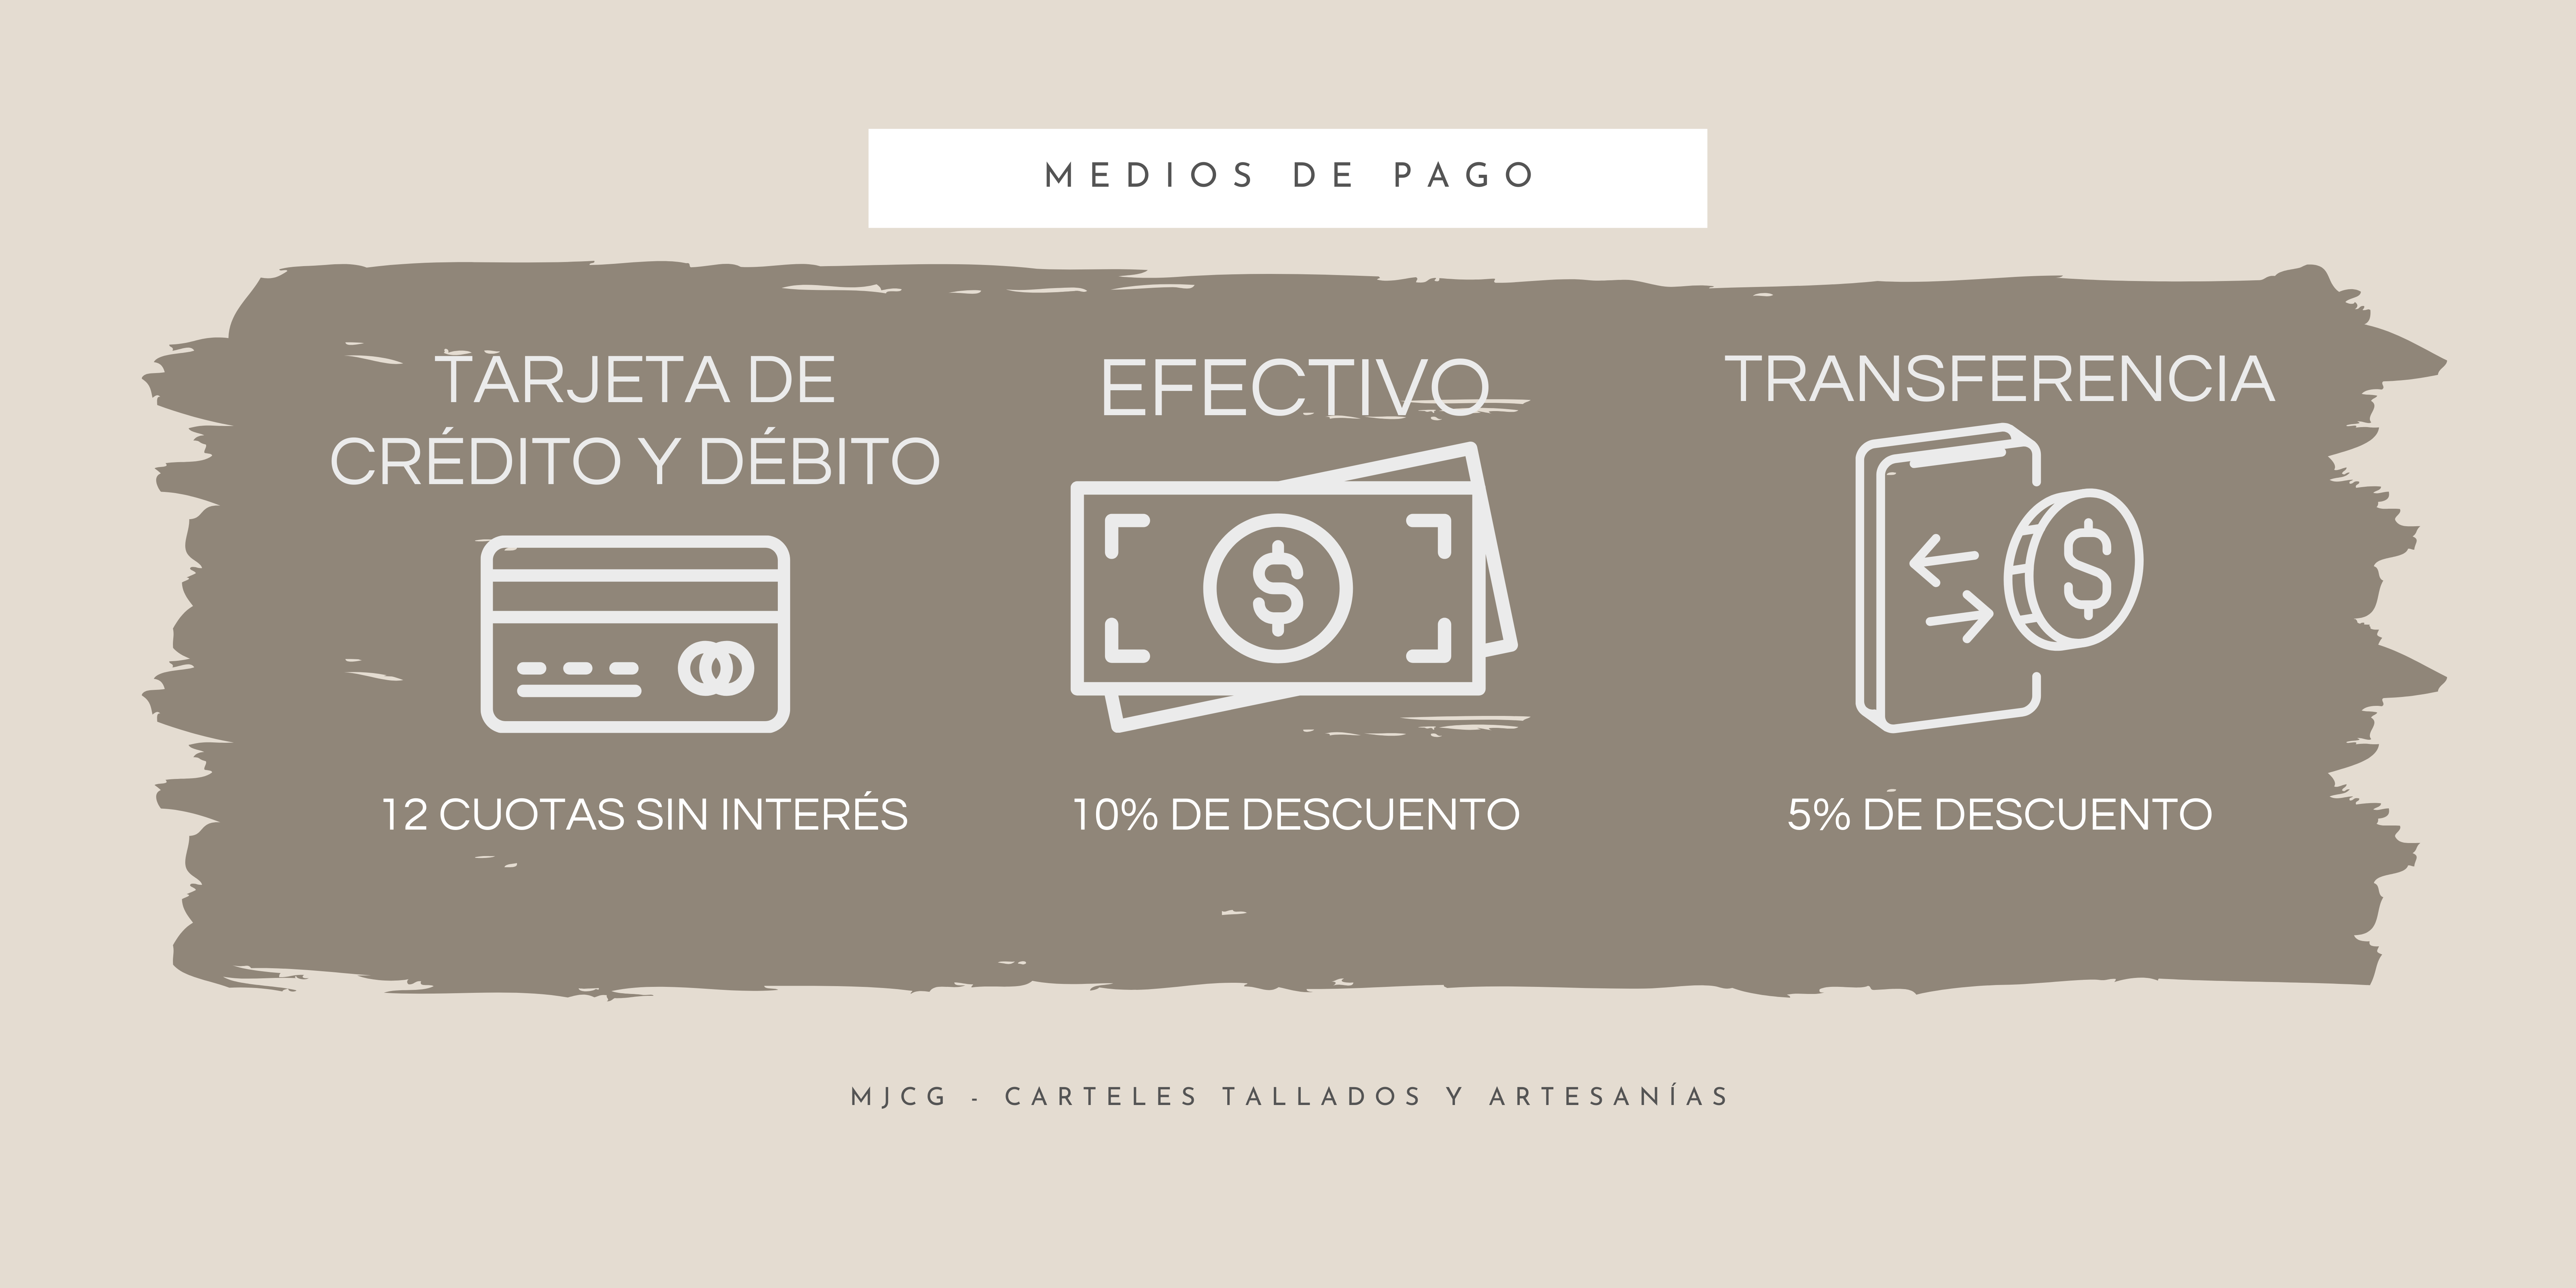 MEDIOS DE PAGO
TARJETA DE
CRÉDITO Y DÉBITO
12 CUOTAS SIN INTERÉS
EFECTIVO
$
10% DE DESCUENTO
TRANSFERENCIA
$
5% DE DESCUENTO
MJCG - CARTELES TALLADOS Y ARTESANÍAS